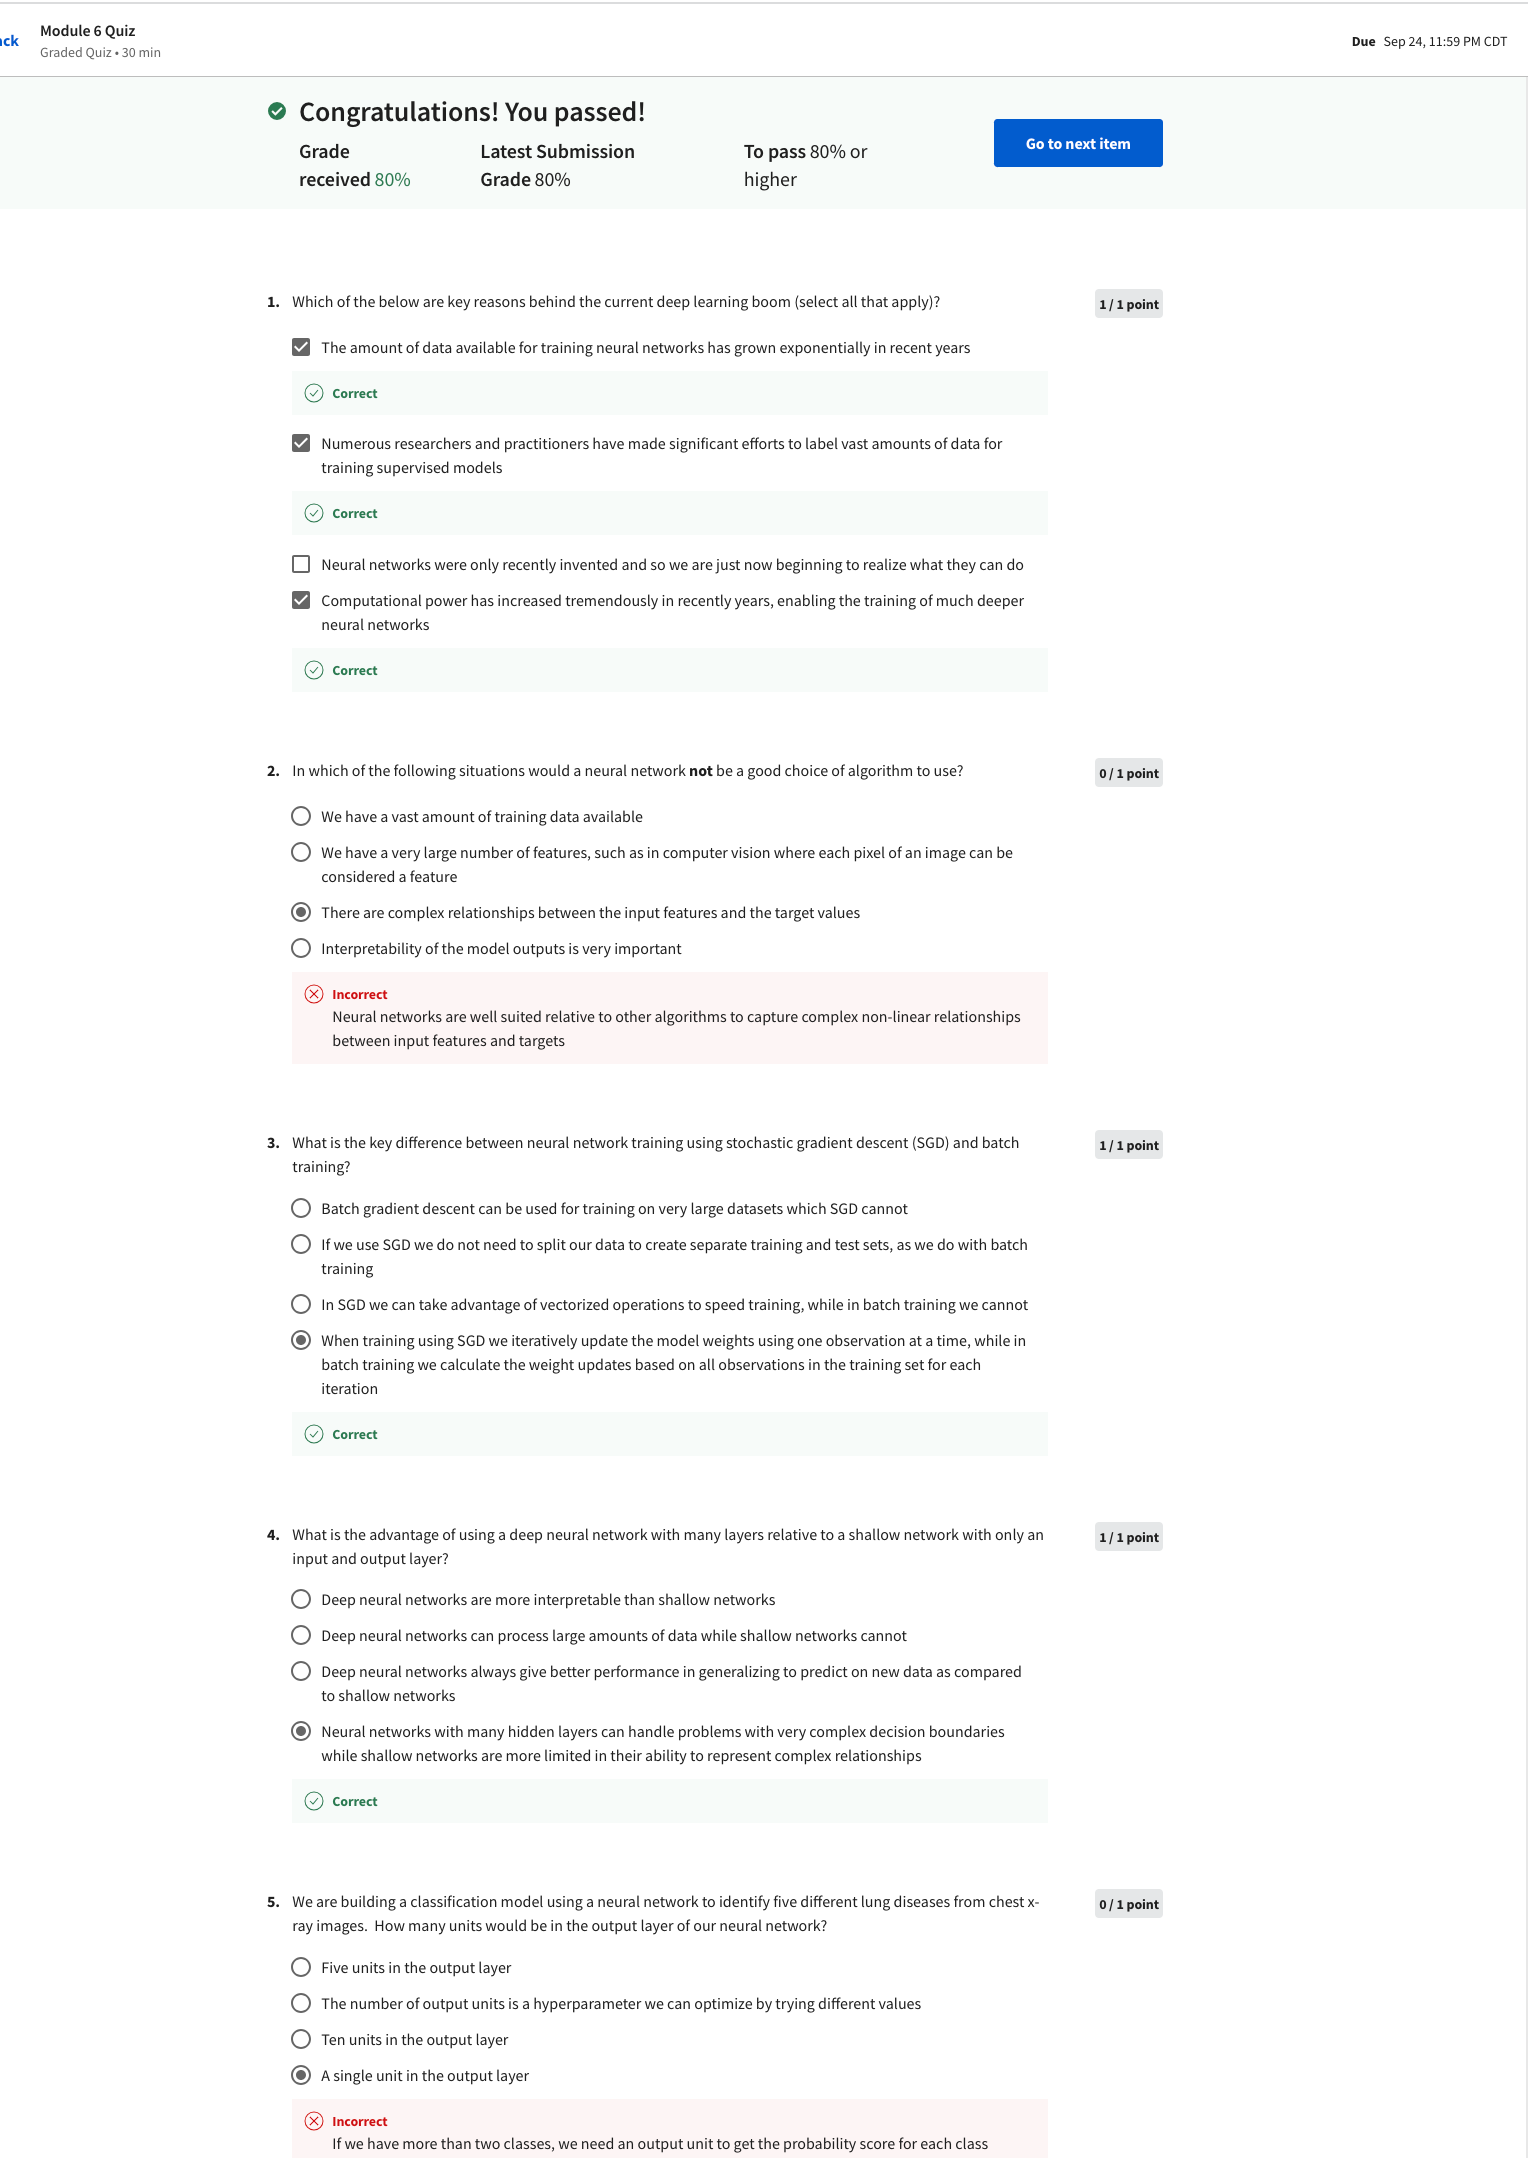 ack
Module 6 Quiz
Graded Quiz • 30 min
Due Sep 24, 11:59 PM CDT
Congratulations! You passed!
Grade
received 80%
Latest Submission
Grade 80%
To pass 80% or
higher
Go to next item
1. Which of the below are key reasons behind the current deep learning boom (select all that apply)?
1 / 1 point
The amount of data available for training neural networks has grown exponentially in recent years
Correct
Numerous researchers and practitioners have made significant efforts to label vast amounts of data for
training supervised models
Correct
Neural networks were only recently invented and so we are just now beginning to realize what they can do
Computational power has increased tremendously in recently years, enabling the training of much deeper
neural networks
Correct
2. In which of the following situations would a neural network not be a good choice of algorithm to use?
0 / 1 point
We have a vast amount of training data available
We have a very large number of features, such as in computer vision where each pixel of an image can be
considered a feature
There are complex relationships between the input features and the target values
Interpretability of the model outputs is very important
Incorrect
Neural networks are well suited relative to other algorithms to capture complex non-linear relationships
between input features and targets
3. What is the key difference between neural network training using stochastic gradient descent (SGD) and batch
training?
1 / 1 point
Batch gradient descent can be used for training on very large datasets which SGD cannot
If we use SGD we do not need to split our data to create separate training and test sets, as we do with batch
training
In SGD we can take advantage of vectorized operations to speed training, while in batch training we cannot
When training using SGD we iteratively update the model weights using one observation at a time, while in
batch training we calculate the weight updates based on all observations in the training set for each
iteration
Correct
4. What is the advantage of using a deep neural network with many layers relative to a shallow network with only an
input and output layer?
1 / 1 point
Deep neural networks are more interpretable than shallow networks
Deep neural networks can process large amounts of data while shallow networks cannot
Deep neural networks always give better performance in generalizing to predict on new data as compared
to shallow networks
Neural networks with many hidden layers can handle problems with very complex decision boundaries
while shallow networks are more limited in their ability to represent complex relationships
Correct
5. We are building a classification model using a neural network to identify five different lung diseases from chest x-
ray images. How many units would be in the output layer of our neural network?
0 / 1 point
Five units in the output layer
The number of output units is a hyperparameter we can optimize by trying different values
Ten units in the output layer
A single unit in the output layer
Incorrect
If we have more than two classes, we need an output unit to get the probability score for each class